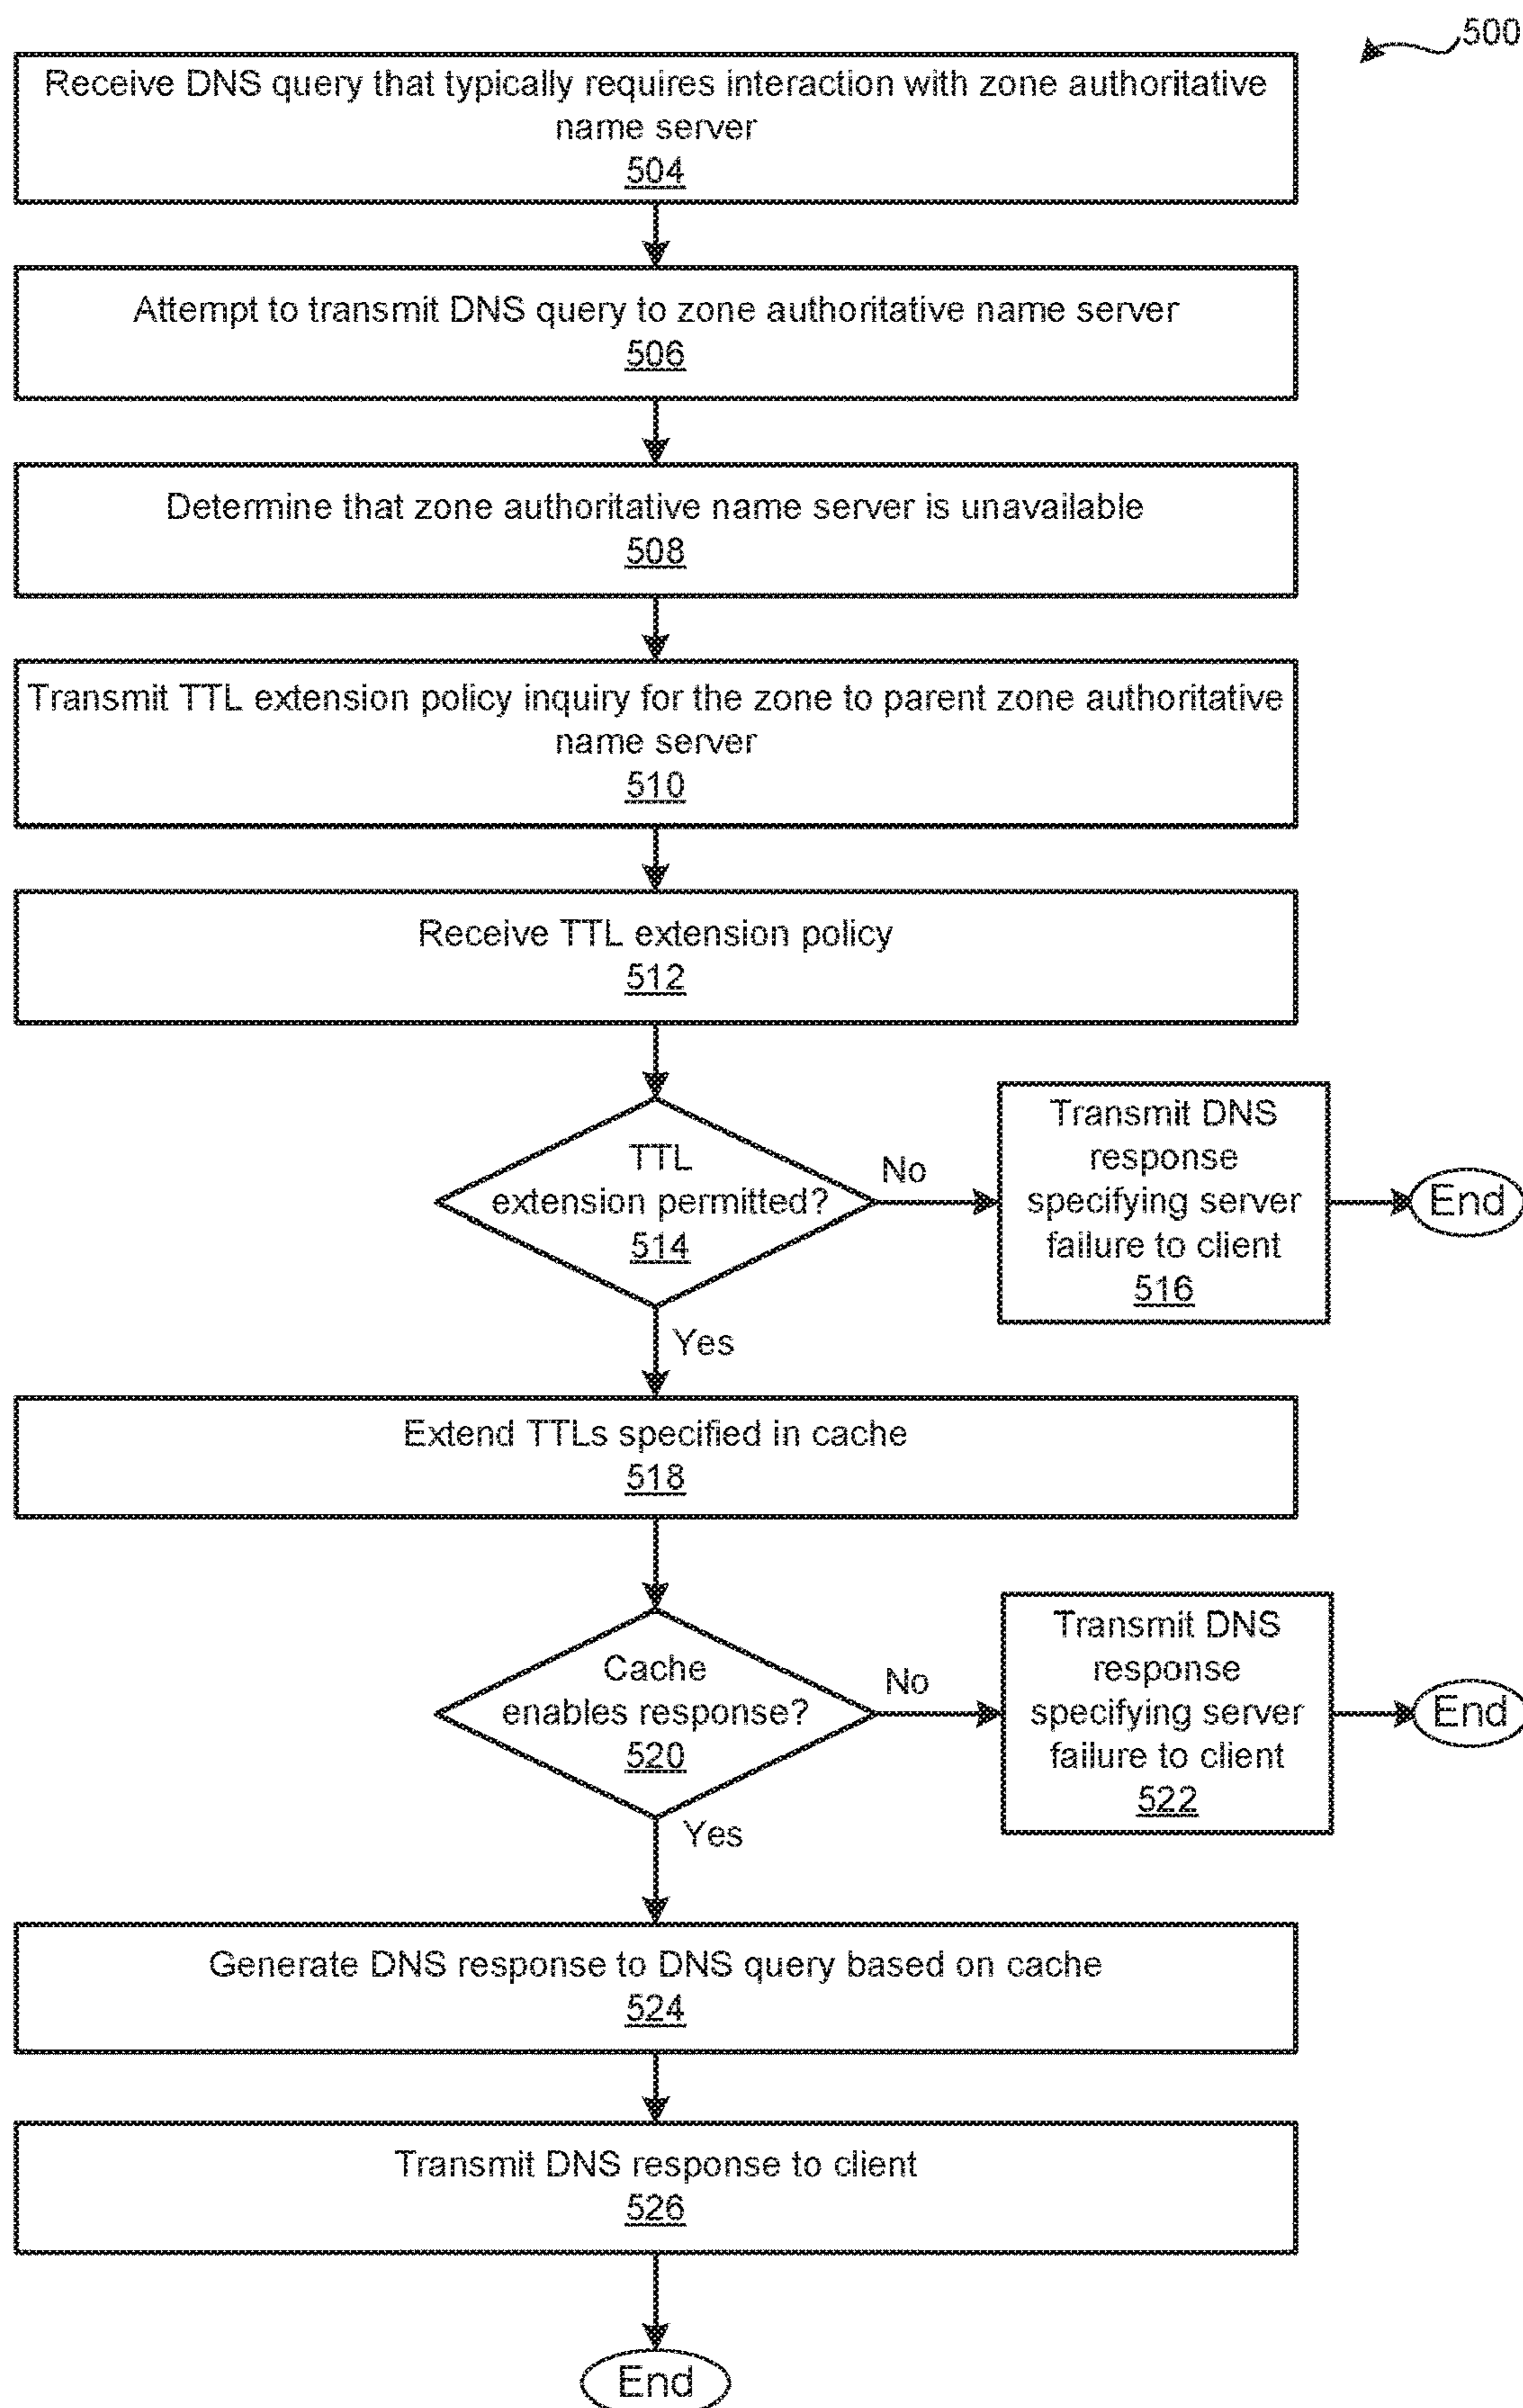 500
Receive DNS query that typically requires interaction with zone authoritative
name server
504
Attempt to transmit DNS query to zone authoritative name server
506
Determine that zone authoritative name server is unavailable
508
Transmit TTL extension policy inquiry for the zone to parent zone authoritative
name server
510
Receive TTL extension policy
512
TTL
extension permitted?
514
No
Transmit DNS
response
specifying server
failure to client
516
End
Yes
Extend TTLs specified in cache
518
Cache
enables response?
520
No
Transmit DNS
response
specifying server
failure to client
522
End
Yes
Generate DNS response to DNS query based on cache
524
Transmit DNS response to client
526
End